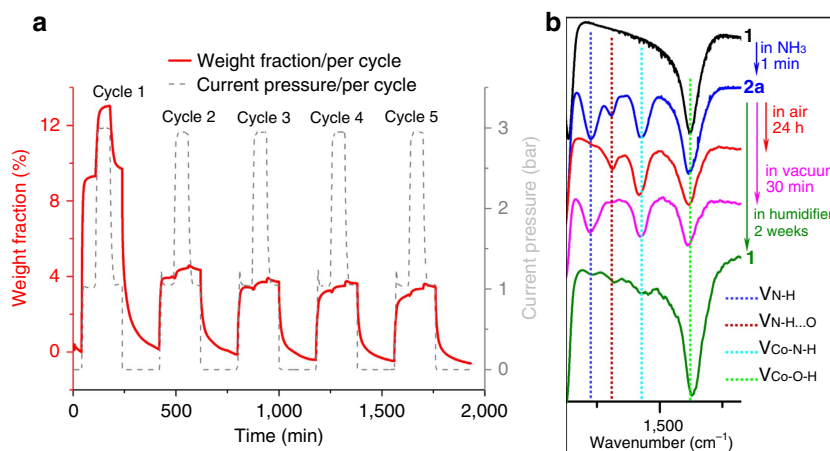 a
Weight fraction/per cycle
Current pressure/per cycle
Cycle 1
Cycle 2
Cycle 3
Cycle 4
Cycle 5
12
8
4
0
Weight fraction (%)
3
2
1
0
Current pressure (bar)
0
500
1,000
1,500
2,000
Time (min)
b
1
in NH₃
1 min
2a
in air
24 h
in vacuum
30 min
in humidifier
2 weeks
1
VN-H
VN-H...O
VCo-N-H
VCo-O-H
1,500
Wavenumber (cm⁻¹)